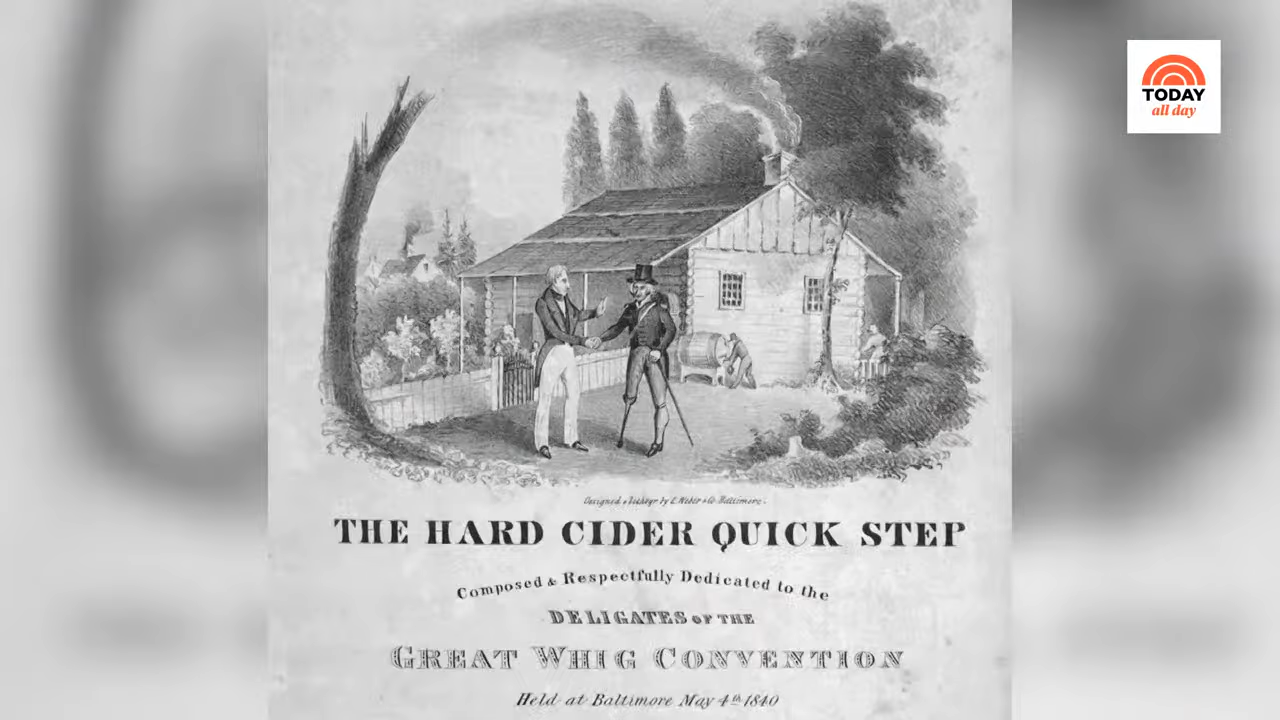 TODAY
all day
Designed & Lithogr by E. Weber & Co. Baltimore.
THE HARD CIDER QUICK STEP
Composed & Respectfully Dedicated to the
DELIGATES OF THE
GREAT WHIG CONVENTION
Held at Baltimore May 4th 1840